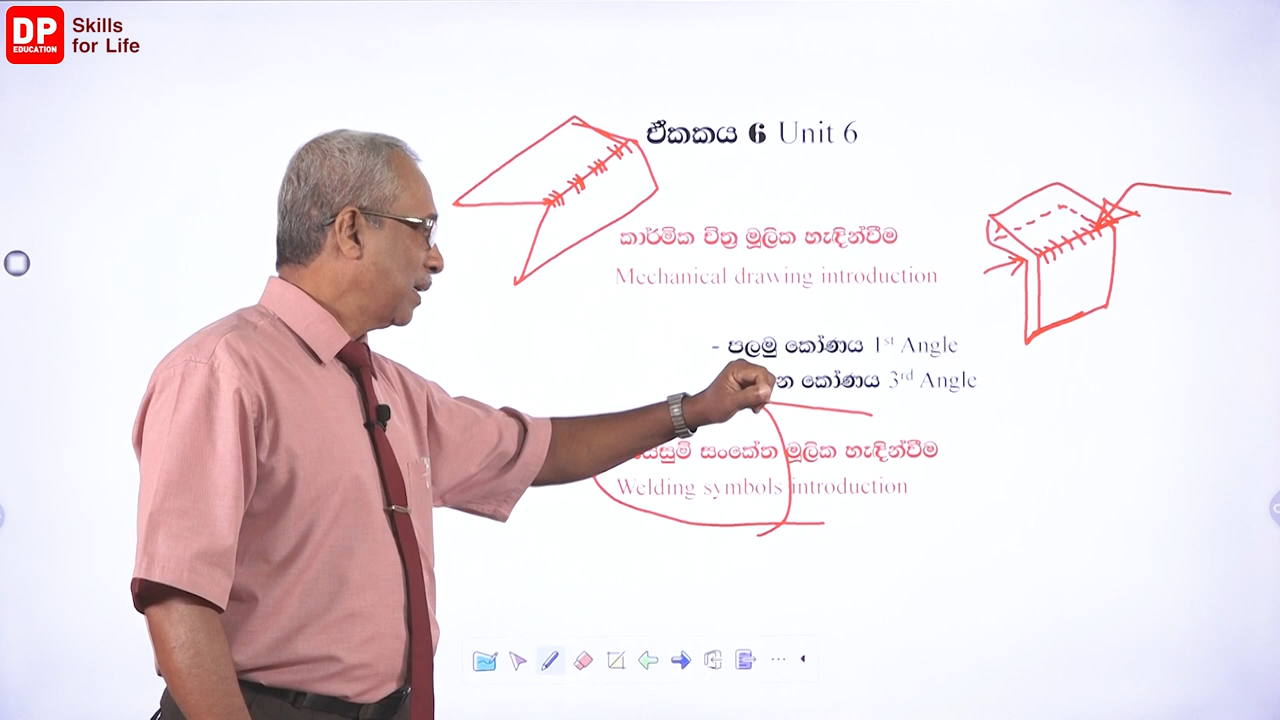 DP
EDUCATION
Skills
for Life
ඒකකය 6 Unit 6
කාර්මික චිත්‍ර මූලික හැඳින්වීම
Mechanical drawing introduction
- පලමු කෝණය 1st Angle
කෝණය 3rd Angle
සංකේත මූලික හැඳින්වීම
Welding symbols introduction